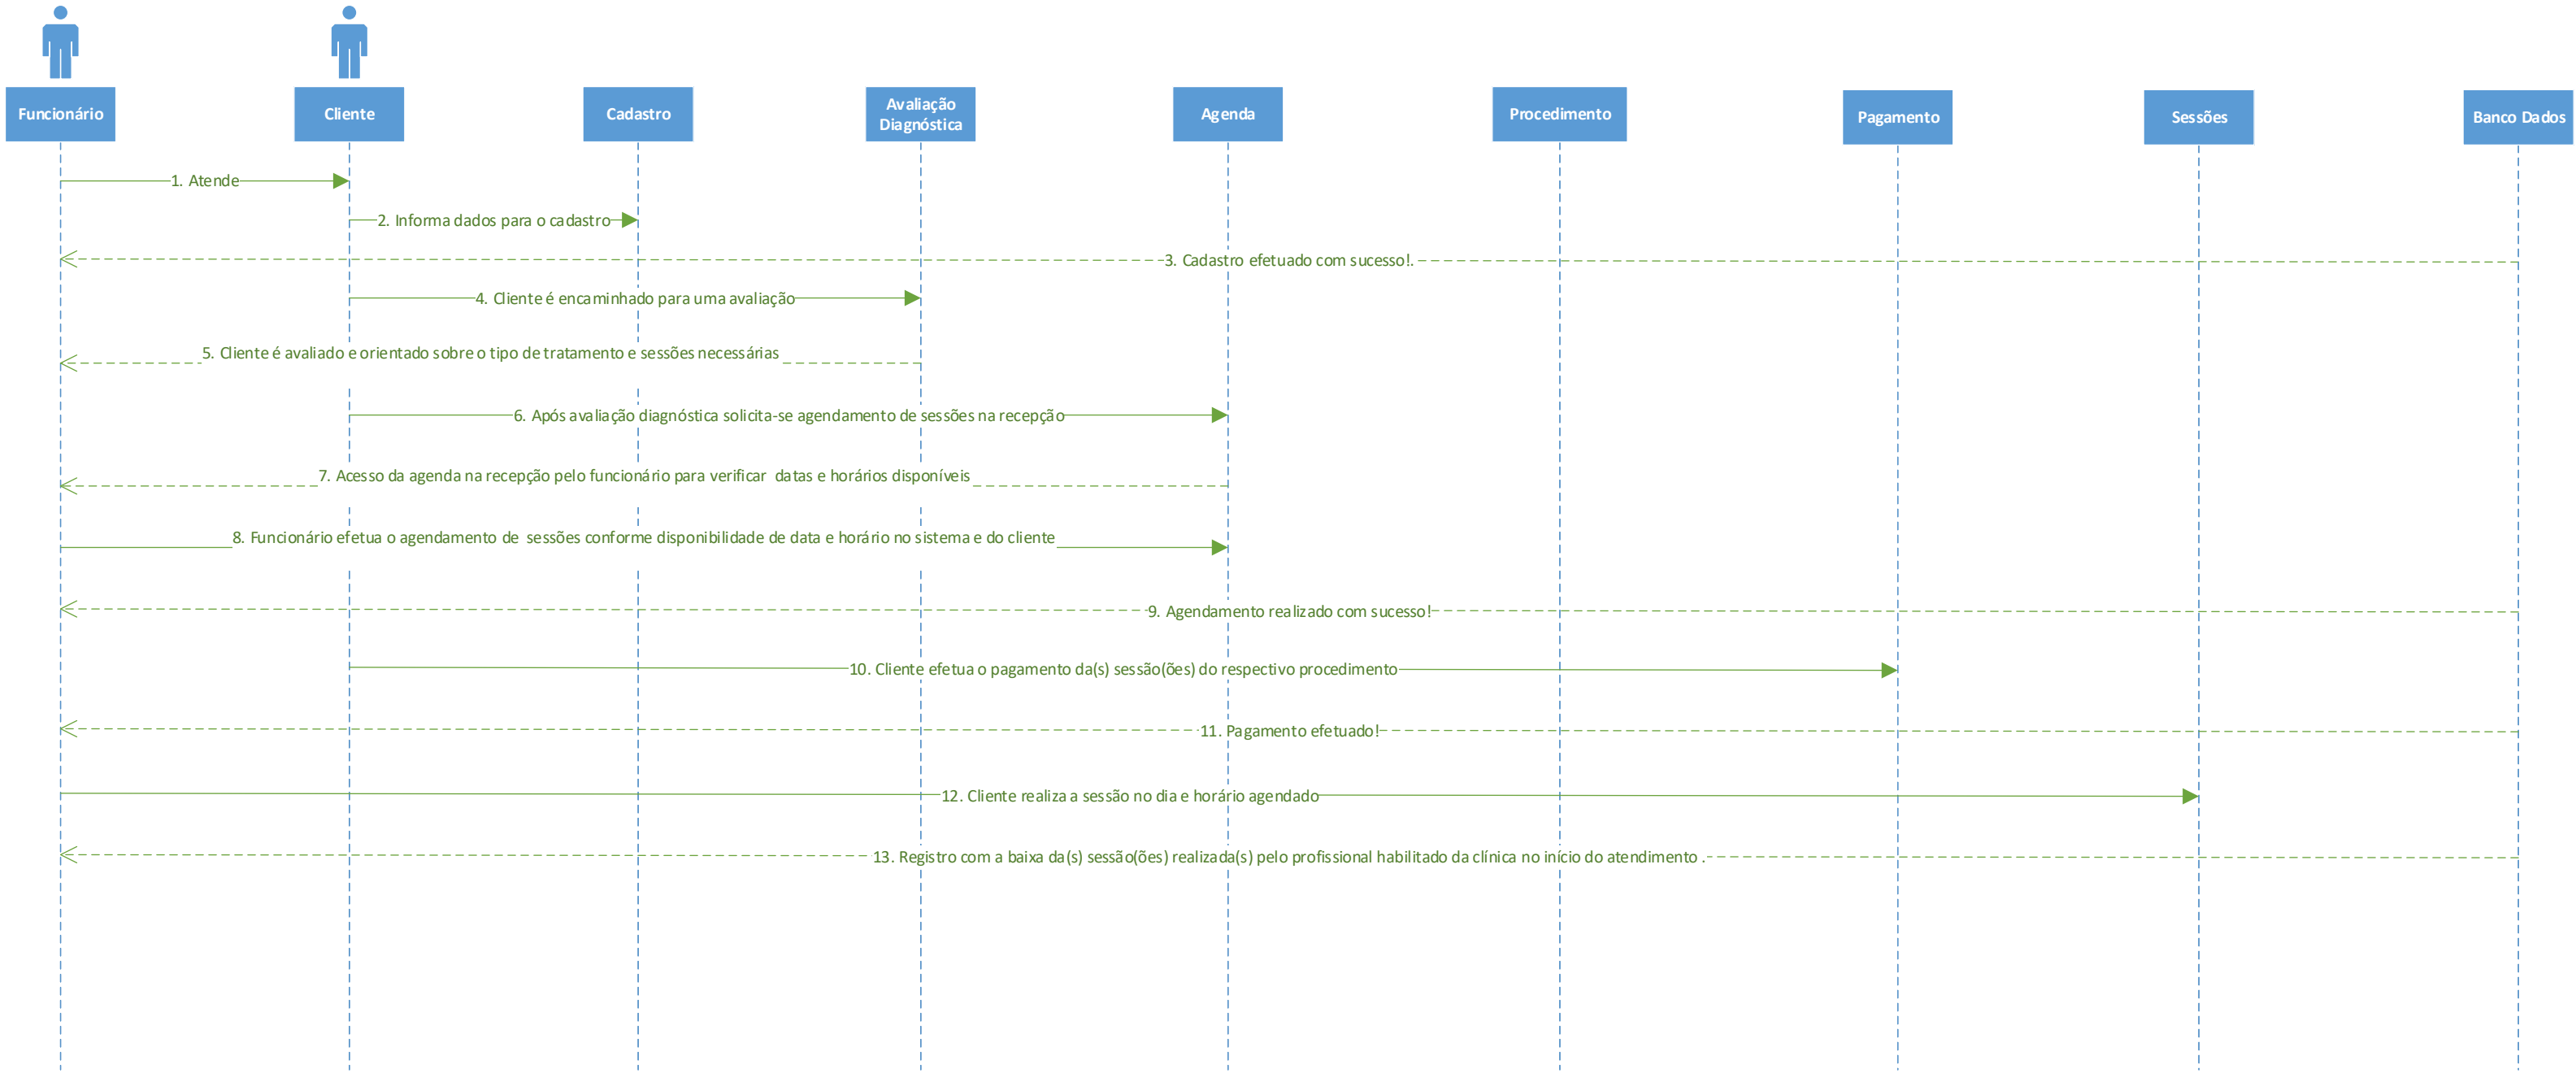 Funcionário
Cliente
Cadastro
Avaliação
Diagnóstica
Agenda
Procedimento
Pagamento
Sessões
Banco Dados
1. Atende
2. Informa dados para o cadastro
3. Cadastro efetuado com sucesso!.
4. Cliente é encaminhado para uma avaliação
5. Cliente é avaliado e orientado sobre o tipo de tratamento e sessões necessárias
6. Após avaliação diagnóstica solicita-se agendamento de sessões na recepção
7. Acesso da agenda na recepção pelo funcionário para verificar datas e horários disponíveis
8. Funcionário efetua o agendamento de sessões conforme disponibilidade de data e horário no sistema e do cliente
9. Agendamento realizado com sucesso!
10. Cliente efetua o pagamento da(s) sessão(ões) do respectivo procedimento
11. Pagamento efetuado!
12. Cliente realiza a sessão no dia e horário agendado
13. Registro com a baixa da(s) sessão(ões) realizada(s) pelo profissional habilitado da clínica no início do atendimento .